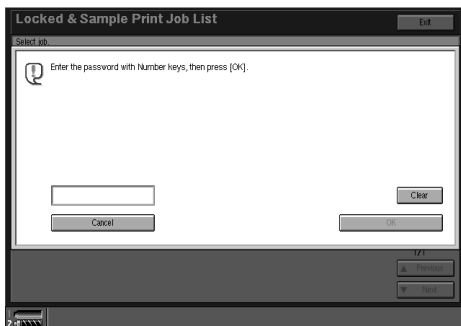 Locked & Sample Print Job List
Exit
Select job.
Enter the password with Number keys, then press [OK].
Clear
Cancel
OK
1/1
▲ Previous
▼ Next